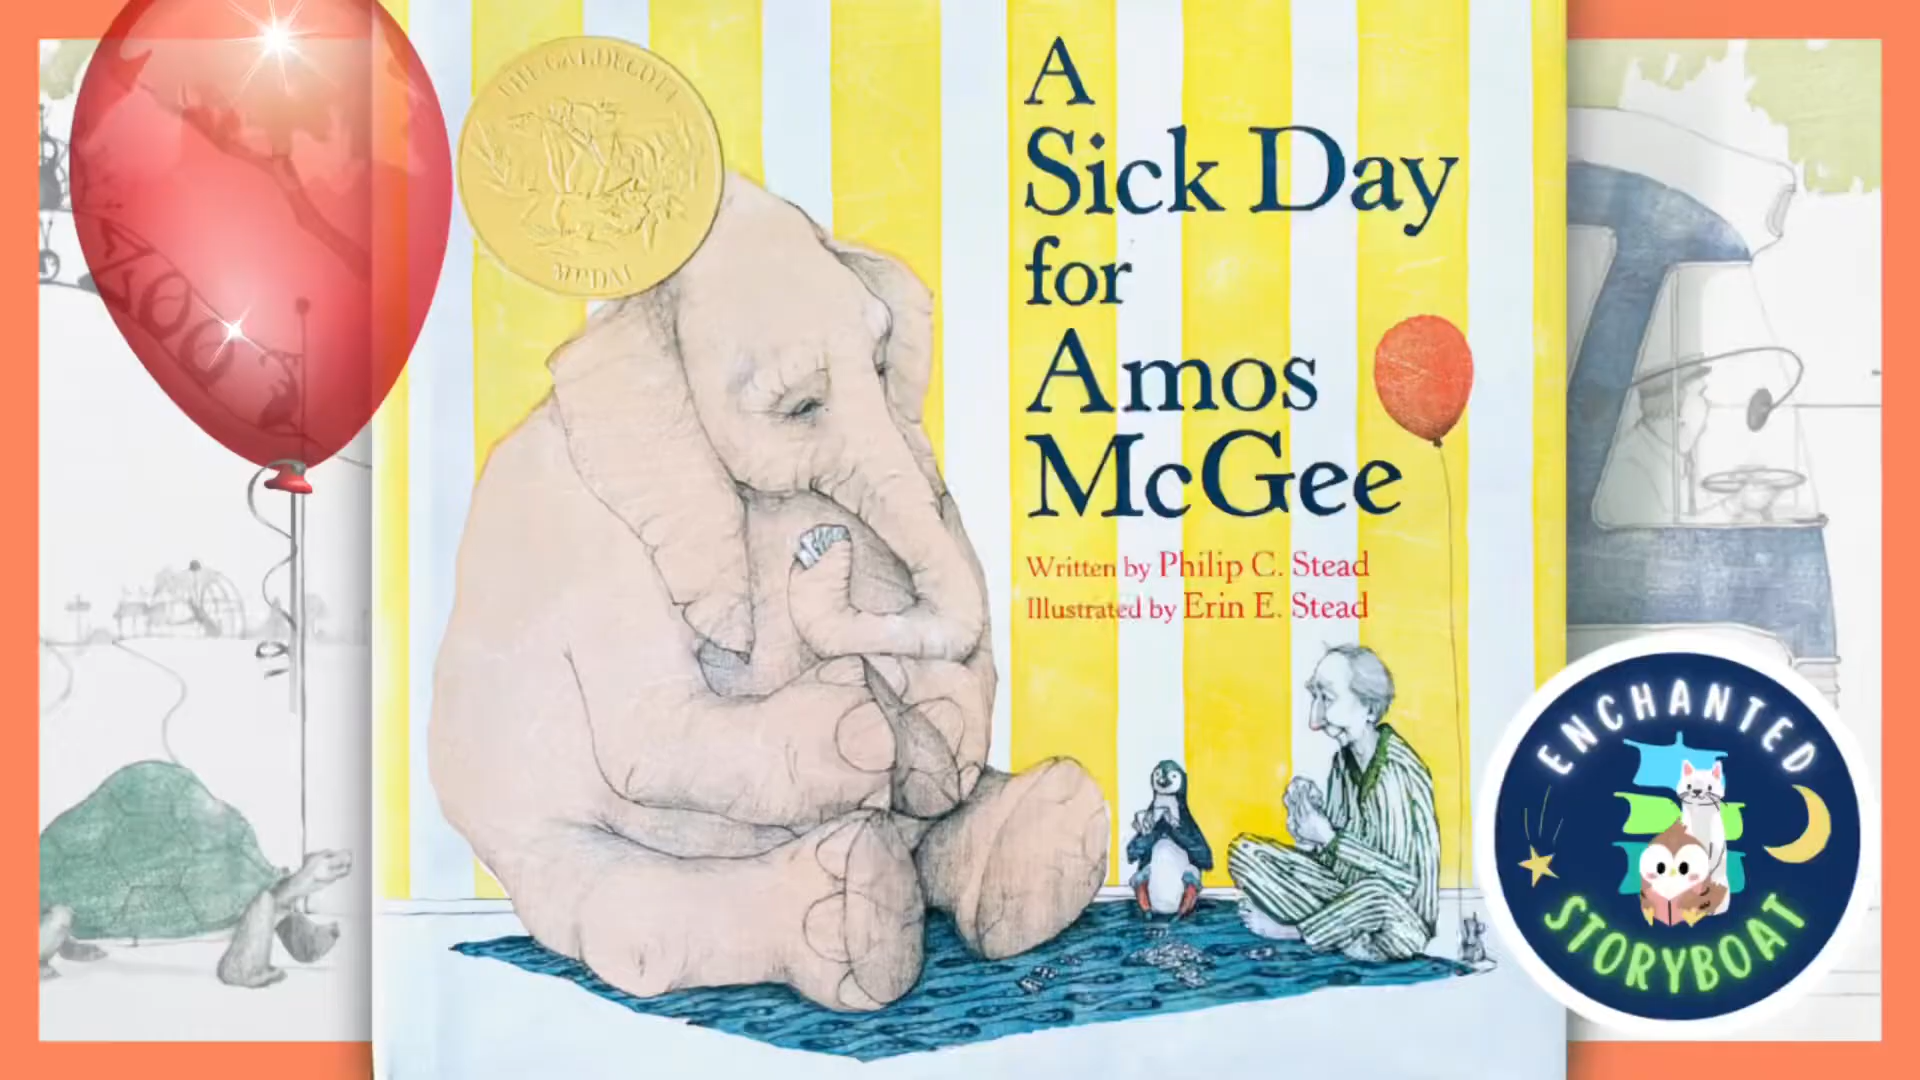 THE CALDECOTT
MEDAL
A
Sick Day
for
Amos
McGee
Written by Philip C. Stead
Illustrated by Erin E. Stead
ZOO
ENCHANTED
STORYBOAT